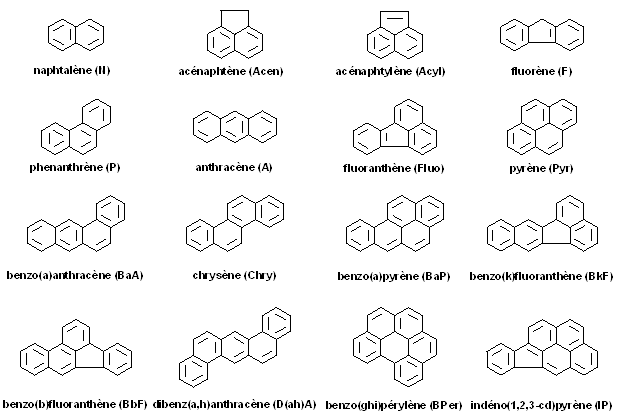 naphtalène (N) acénaphtène (Acen) acénaphtylène (Acyl) fluorène (F)
phenanthrène (P) anthracène (A) fluoranthène (Fluo) pyrène (Pyr)
benzo(a)anthracène (BaA) chrysène (Chry) benzo(a)pyrène (BaP) benzo(k)fluoranthène (BkF)
benzo(b)fluoranthène (BbF) dibenz(a,h)anthracène (D(ah)A) benzo(ghi)pérylène (BPer) indéno(1,2,3-cd)pyrène (IP)